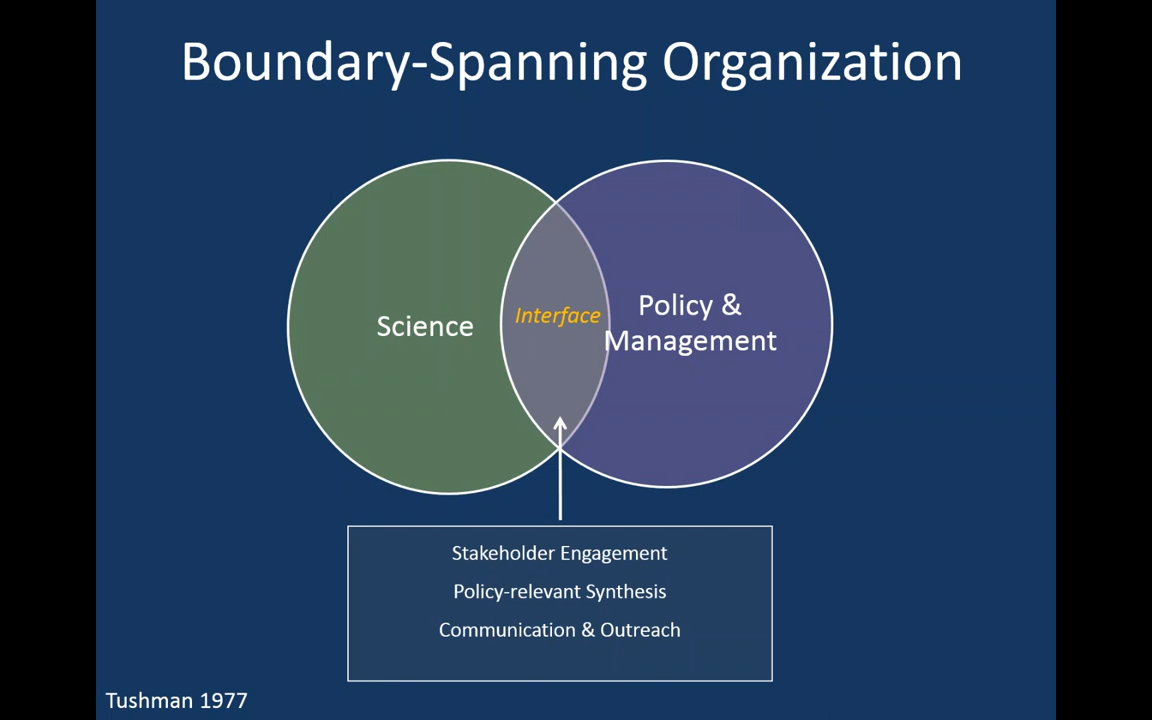 Boundary-Spanning Organization
Science
Interface
Policy &
Management
Stakeholder Engagement
Policy-relevant Synthesis
Communication & Outreach
Tushman 1977